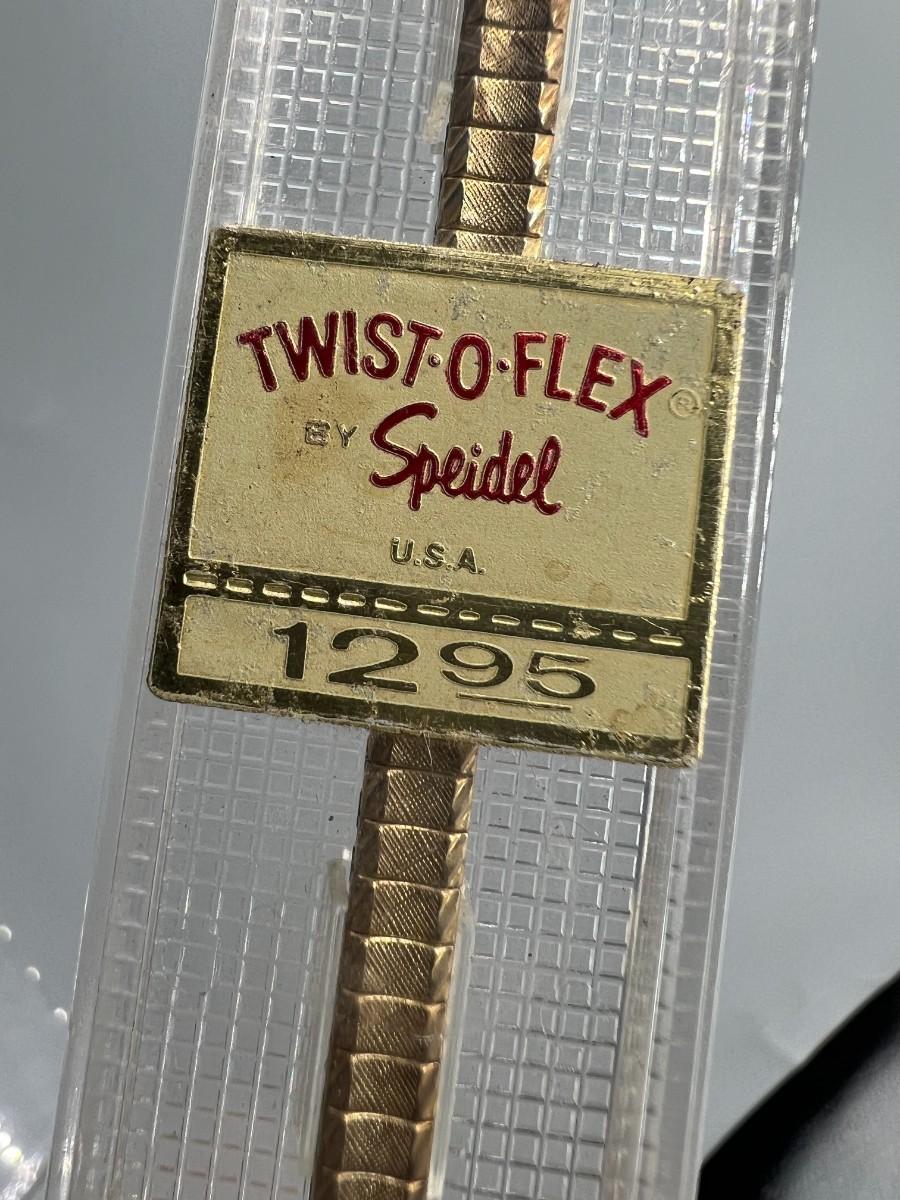 TWIST·O·FLEX®
BY Speidel
U.S.A.
1295